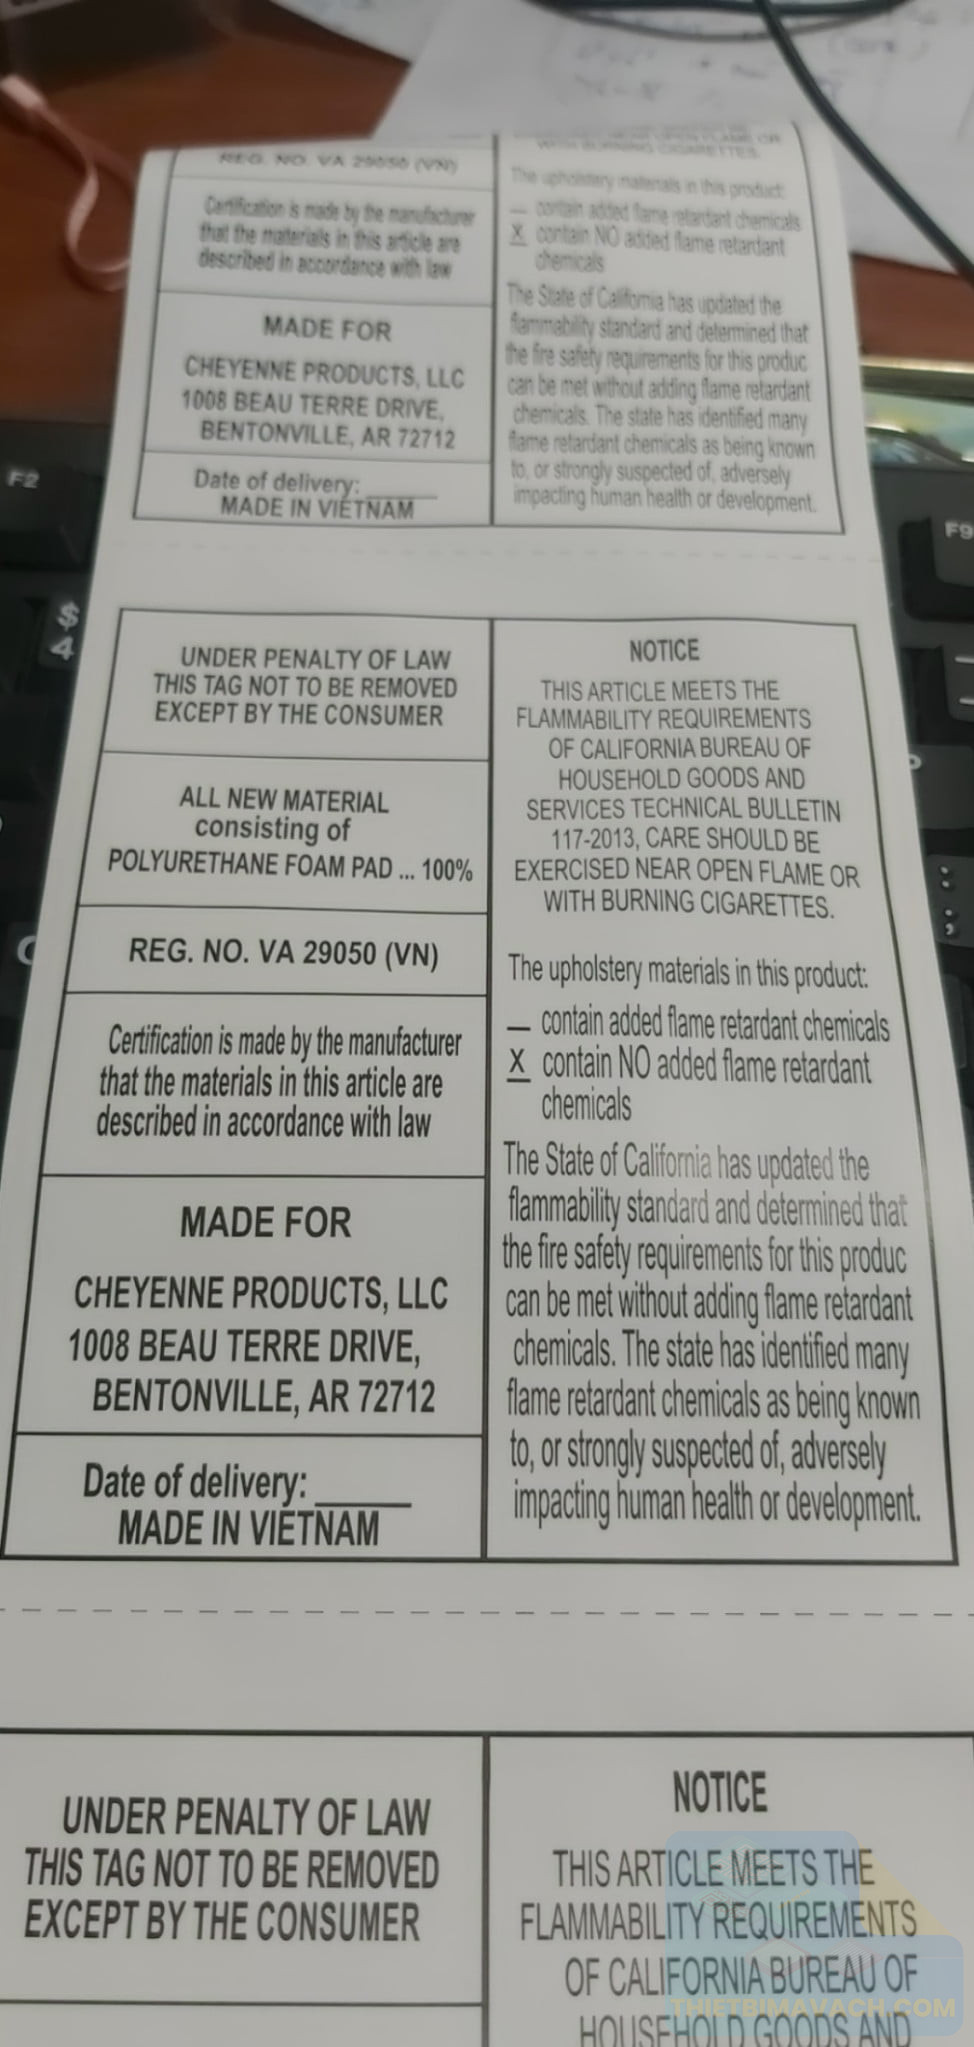 REG. NO. VA 29050 (VN)
Certification is made by the manufacturer
that the materials in this article are
described in accordance with law
MADE FOR
CHEYENNE PRODUCTS, LLC
1008 BEAU TERRE DRIVE,
BENTONVILLE, AR 72712
Date of delivery: ______
MADE IN VIETNAM
WITH BURNING CIGARETTES.
The upholstery materials in this product:
__ contain added flame retardant chemicals
X contain NO added flame retardant
chemicals
The State of California has updated the
flammability standard and determined that
the fire safety requirements for this produc
can be met without adding flame retardant
chemicals. The state has identified many
flame retardant chemicals as being known
to, or strongly suspected of, adversely
impacting human health or development.
F2
F9
$
4
UNDER PENALTY OF LAW
THIS TAG NOT TO BE REMOVED
EXCEPT BY THE CONSUMER
ALL NEW MATERIAL
consisting of
POLYURETHANE FOAM PAD ... 100%
REG. NO. VA 29050 (VN)
Certification is made by the manufacturer
that the materials in this article are
described in accordance with law
MADE FOR
CHEYENNE PRODUCTS, LLC
1008 BEAU TERRE DRIVE,
BENTONVILLE, AR 72712
Date of delivery: ______
MADE IN VIETNAM
NOTICE
THIS ARTICLE MEETS THE
FLAMMABILITY REQUIREMENTS
OF CALIFORNIA BUREAU OF
HOUSEHOLD GOODS AND
SERVICES TECHNICAL BULLETIN
117-2013, CARE SHOULD BE
EXERCISED NEAR OPEN FLAME OR
WITH BURNING CIGARETTES.
The upholstery materials in this product:
__ contain added flame retardant chemicals
X contain NO added flame retardant
chemicals
The State of California has updated the
flammability standard and determined that
the fire safety requirements for this produc
can be met without adding flame retardant
chemicals. The state has identified many
flame retardant chemicals as being known
to, or strongly suspected of, adversely
impacting human health or development.
UNDER PENALTY OF LAW
THIS TAG NOT TO BE REMOVED
EXCEPT BY THE CONSUMER
NOTICE
THIS ARTICLE MEETS THE
FLAMMABILITY REQUIREMENTS
OF CALIFORNIA BUREAU OF
HOUSEHOLD GOODS AND
THIETBIMAVACH.COM